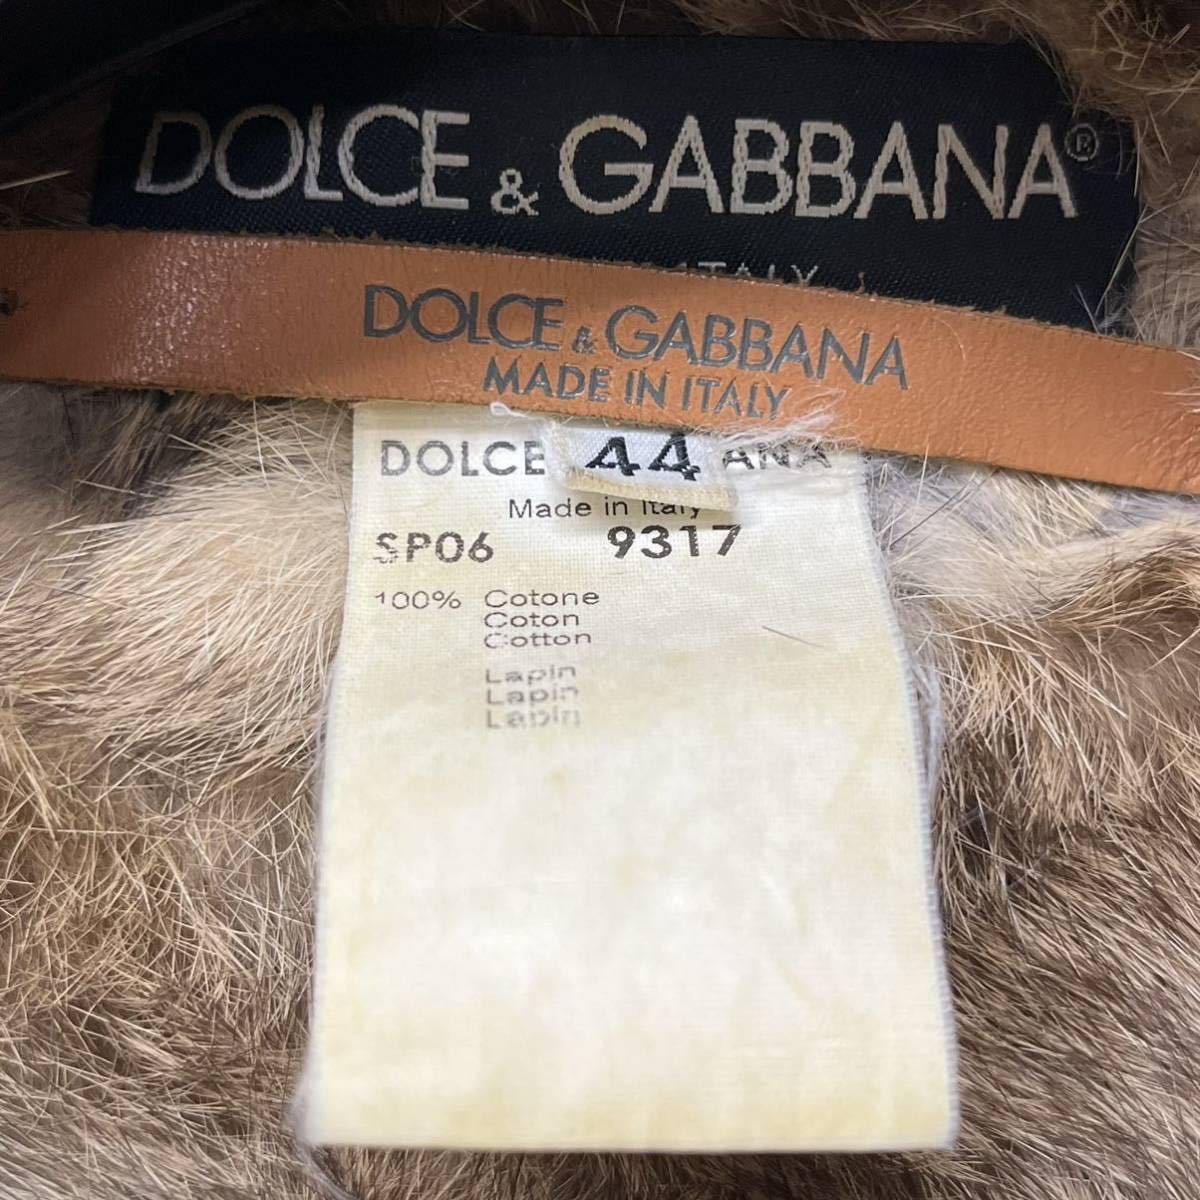 DOLCE & GABBANA®
ITALY
DOLCE & GABBANA
MADE IN ITALY
DOLCE 44 ANA
Made in Italy
SP06 9317
100% Cotone
Coton
Cotton
Lapin
Lapin
Lapin